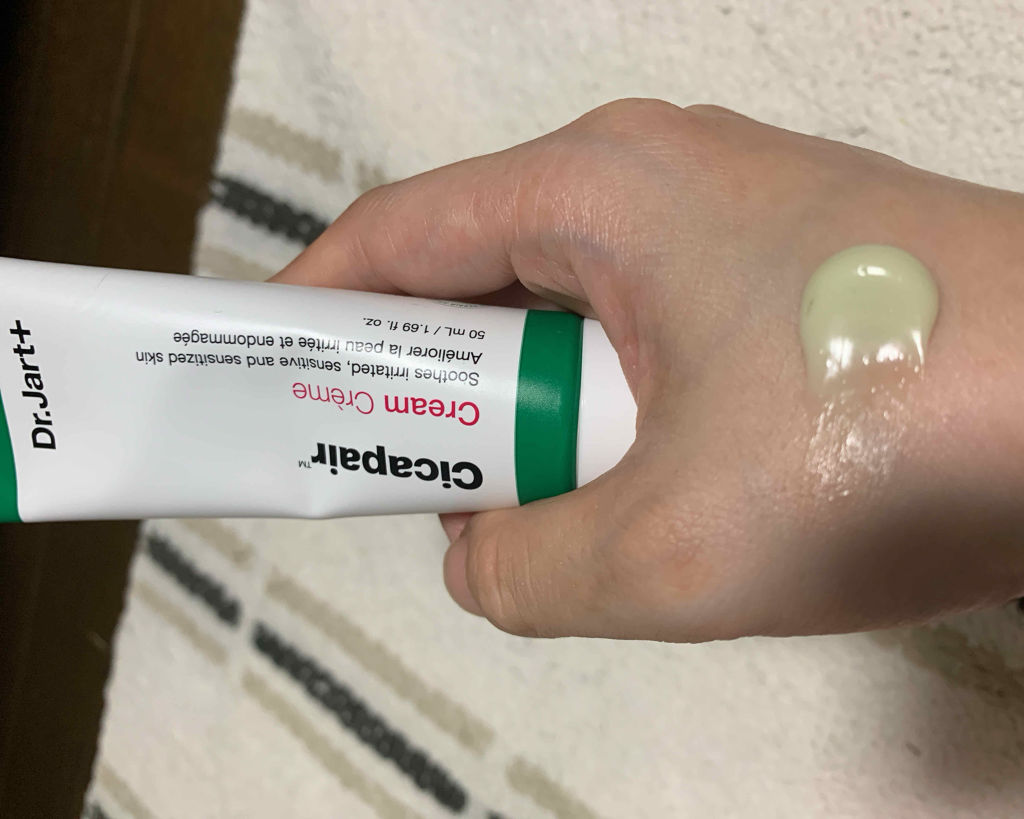 Dr.Jart+
Cicapair™
Cream Crème
Soothes irritated, sensitive and sensitized skin
Améliorer la peau irritée et endommagée
50 mL / 1.69 fl. oz.